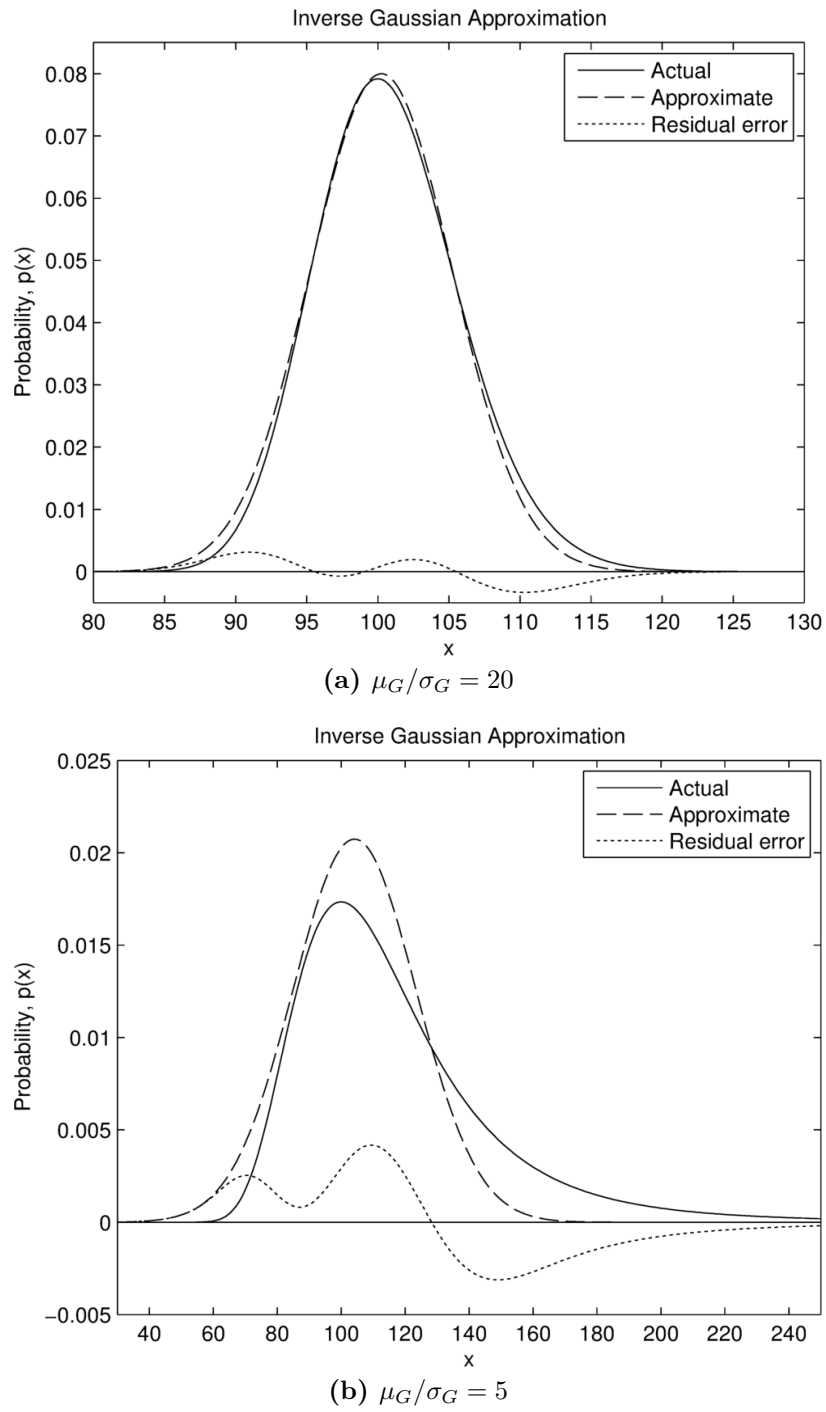 Inverse Gaussian Approximation
0.08
0.07
0.06
0.05
0.04
0.03
0.02
0.01
0
Probability, p(x)
Actual
Approximate
Residual error
80 85 90 95 100 105 110 115 120 125 130
x
(a) μ_G/σ_G = 20
Inverse Gaussian Approximation
0.025
0.02
0.015
0.01
0.005
0
−0.005
Probability, p(x)
Actual
Approximate
Residual error
40 60 80 100 120 140 160 180 200 220 240
x
(b) μ_G/σ_G = 5